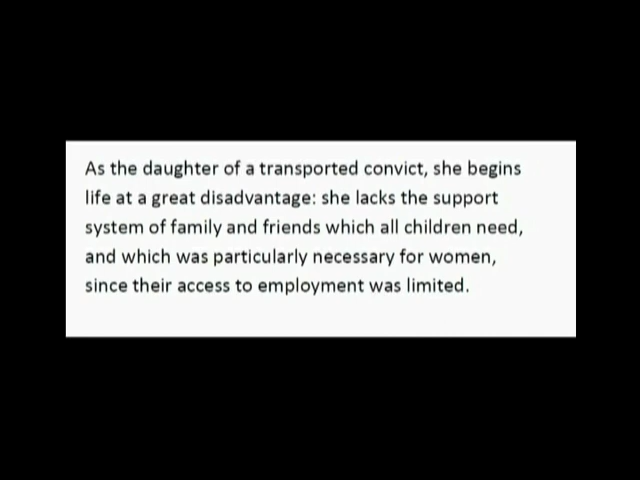 As the daughter of a transported convict, she begins
life at a great disadvantage: she lacks the support
system of family and friends which all children need,
and which was particularly necessary for women,
since their access to employment was limited.